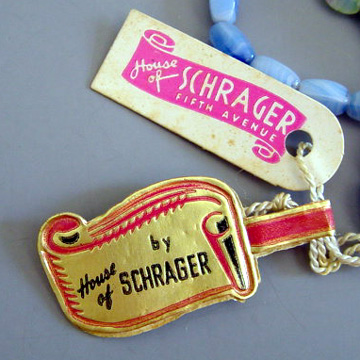 House
of SCHRAGER
FIFTH AVENUE
by
House
of SCHRAGER